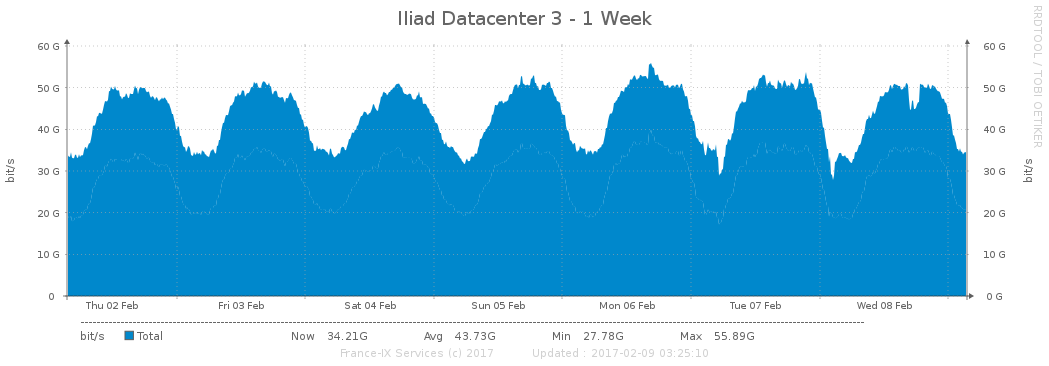 Iliad Datacenter 3 - 1 Week
RRDTOOL / TOBI OETIKER
60 G 60 G
50 G 50 G
40 G 40 G
30 G 30 G
20 G 20 G
10 G 10 G
0 0 G
bit/s
bit/s
Thu 02 Feb Fri 03 Feb Sat 04 Feb Sun 05 Feb Mon 06 Feb Tue 07 Feb Wed 08 Feb
bit/s Total Now 34.21G Avg 43.73G Min 27.78G Max 55.89G
France-IX Services (c) 2017 Updated : 2017-02-09 03:25:10